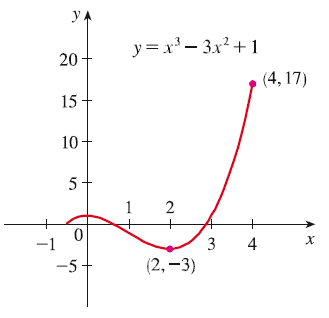 y
y = x³ – 3x² + 1
20
(4, 17)
15
10
5
1 2
−1 0 3 4 x
−5 (2, −3)